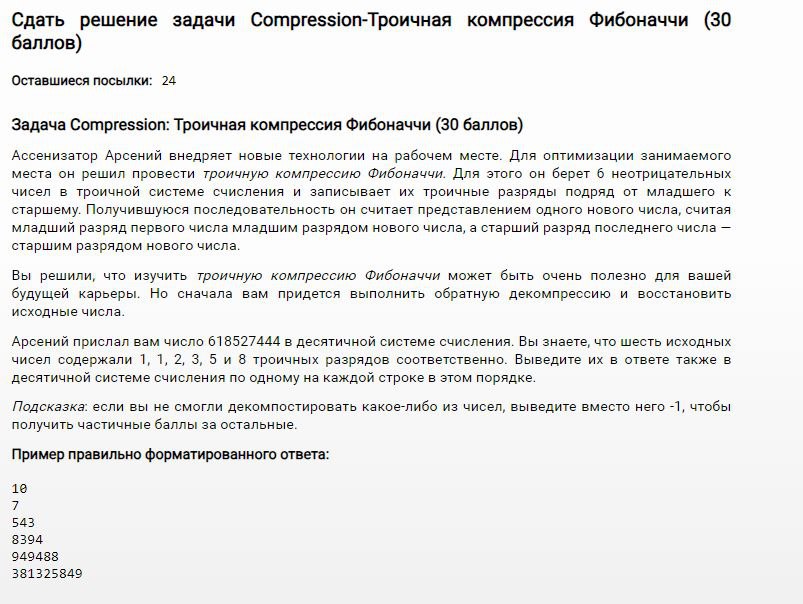 Сдать решение задачи Compression-Троичная компрессия Фибоначчи (30
баллов)
Оставшиеся посылки: 24
Задача Compression: Троичная компрессия Фибоначчи (30 баллов)
Ассенизатор Арсений внедряет новые технологии на рабочем месте. Для оптимизации занимаемого
места он решил провести троичную компрессию Фибоначчи. Для этого он берет 6 неотрицательных
чисел в троичной системе счисления и записывает их троичные разряды подряд от младшего к
старшему. Получившуюся последовательность он считает представлением одного нового числа, считая
младший разряд первого числа младшим разрядом нового числа, а старший разряд последнего числа —
старшим разрядом нового числа.
Вы решили, что изучить троичную компрессию Фибоначчи может быть очень полезно для вашей
будущей карьеры. Но сначала вам придется выполнить обратную декомпрессию и восстановить
исходные числа.
Арсений прислал вам число 618527444 в десятичной системе счисления. Вы знаете, что шесть исходных
чисел содержали 1, 1, 2, 3, 5 и 8 троичных разрядов соответственно. Выведите их в ответе также в
десятичной системе счисления по одному на каждой строке в этом порядке.
Подсказка: если вы не смогли декомпостировать какое-либо из чисел, выведите вместо него -1, чтобы
получить частичные баллы за остальные.
Пример правильно форматированного ответа:
10
7
543
8394
949488
381325849